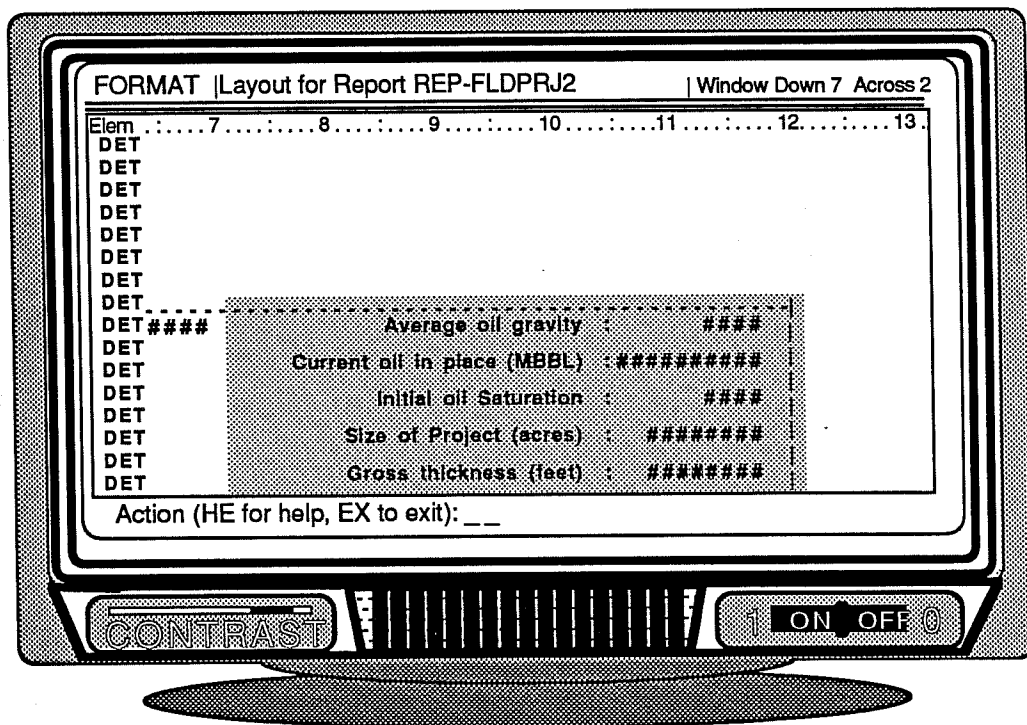 FORMAT |Layout for Report REP-FLDPRJ2 | Window Down 7 Across 2
Elem .:....7....:....8....:....9....:....10....:....11....:....12....:....13.
DET
DET
DET
DET
DET
DET
DET
DET
DET #### Average oil gravity : ####
DET
DET Current oil in place (MBBL) :##########
DET Initial oil Saturation : ####
DET
DET Size of Project (acres) : ########
DET
DET Gross thickness (feet) : ########
Action (HE for help, EX to exit): _ _
CONTRAST 1 ON OFF 0